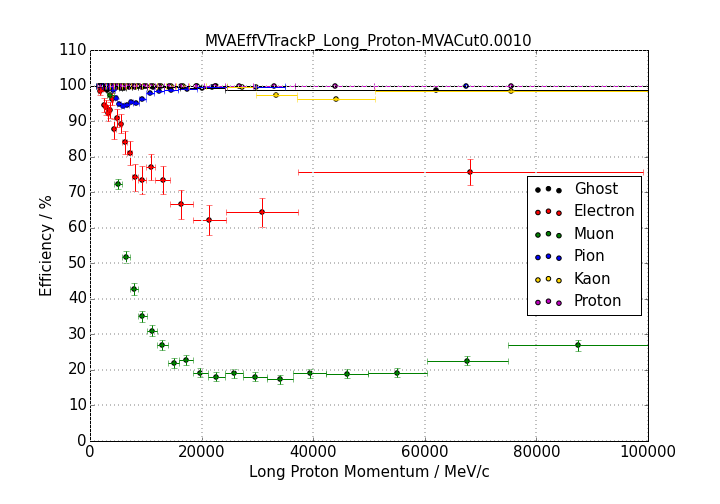 MVAEffVTrackP_Long_Proton-MVACut0.0010
110
100
90
80
70
60
50
40
30
20
10
0
Efficiency / %
Ghost
Electron
Muon
Pion
Kaon
Proton
0 20000 40000 60000 80000 100000
Long Proton Momentum / MeV/c